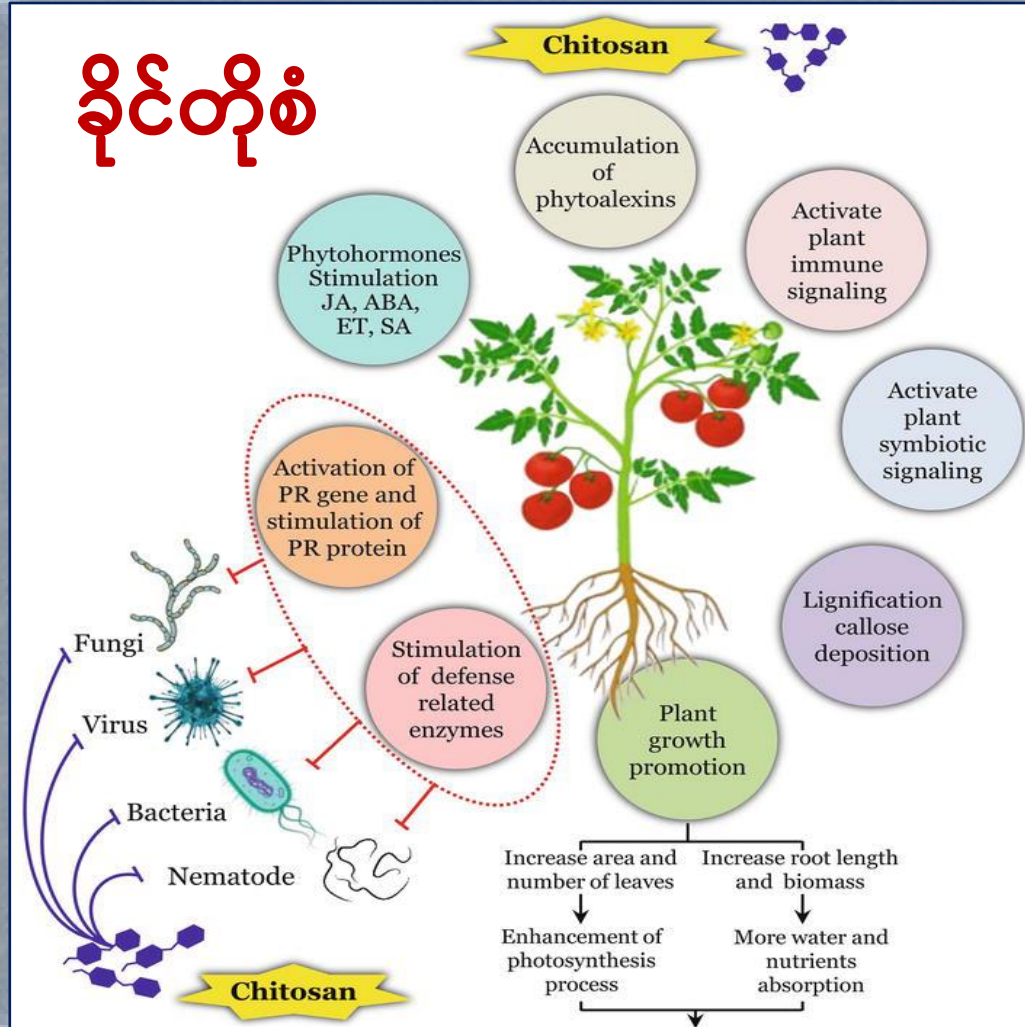 Chitosan
ခိုင်တိုစံ
Accumulation
of
phytoalexins
Activate
plant
immune
signaling
Phytohormones
Stimulation
JA, ABA,
ET, SA
Activate
plant
symbiotic
signaling
Activation of
PR gene and
stimulation of
PR protein
Lignification
callose
deposition
Stimulation
of defense
related
enzymes
Plant
growth
promotion
Fungi
Virus
Bacteria
Nematode
Increase area and
number of leaves
Increase root length
and biomass
Enhancement of
photosynthesis
process
More water and
nutrients
absorption
Chitosan